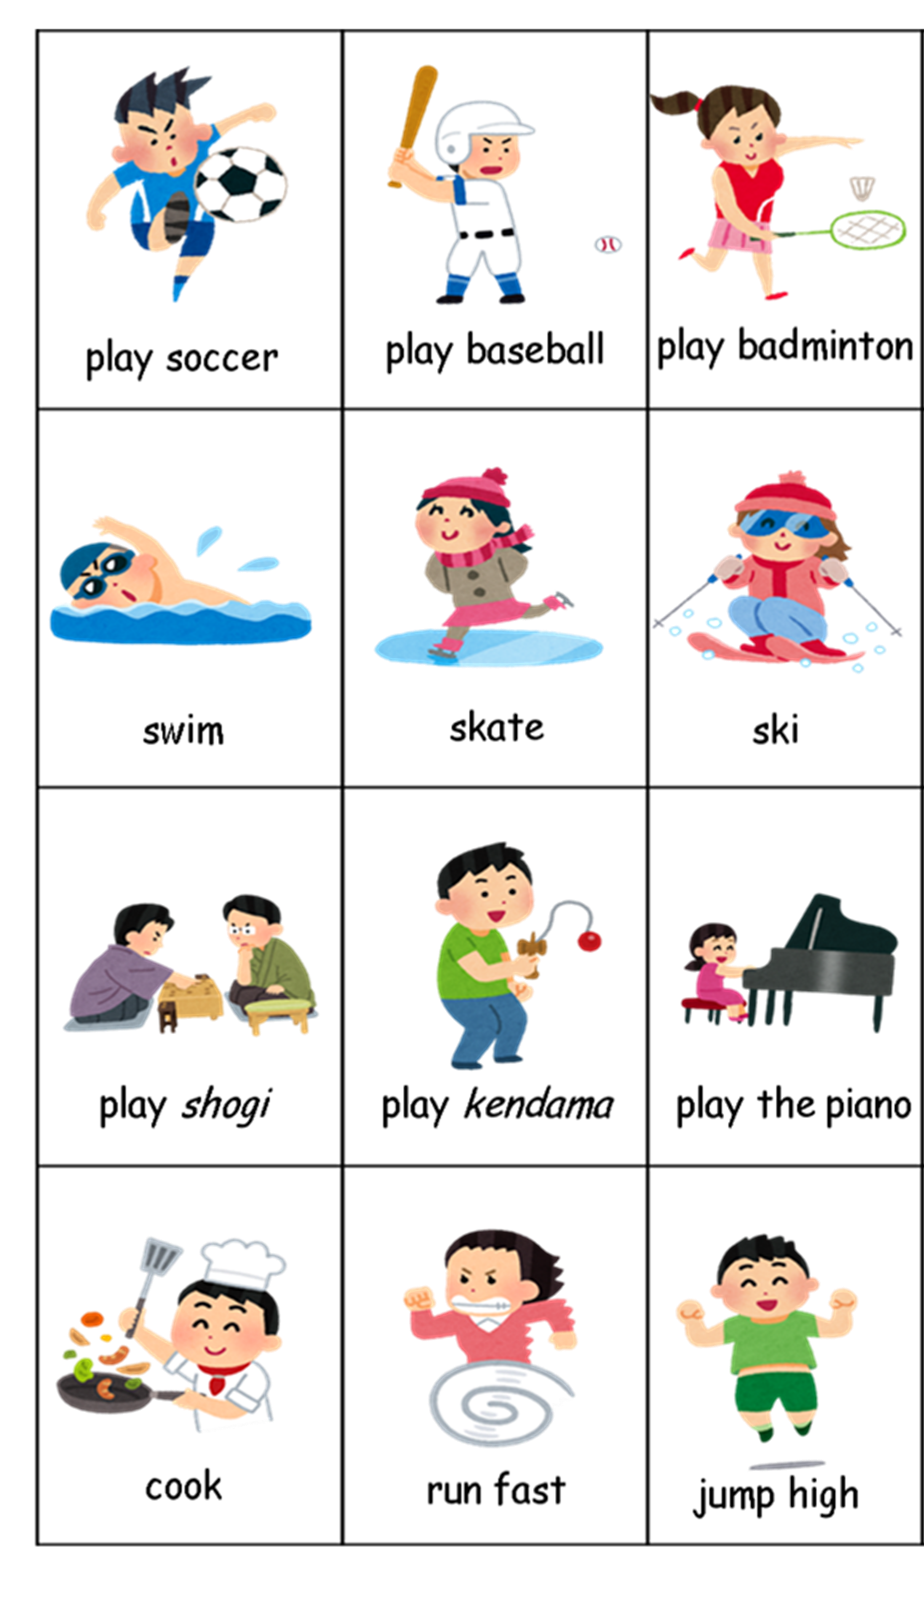 play soccer
play baseball
play badminton
swim
skate
ski
play shogi
play kendama
play the piano
cook
run fast
jump high